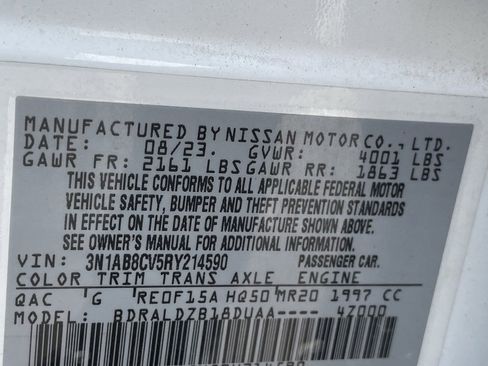 MANUFACTURED BY NISSAN MOTOR CO., LTD.
DATE: 08/23. GVWR: 4001 LBS
GAWR FR: 2161 LBS GAWR RR: 1863 LBS
THIS VEHICLE CONFORMS TO ALL APPLICABLE FEDERAL MOTOR
VEHICLE SAFETY, BUMPER AND THEFT PREVENTION STANDARDS
IN EFFECT ON THE DATE OF MANUFACTURE SHOWN ABOVE.
SEE OWNER'S MANUAL FOR ADDITIONAL INFORMATION.
VIN: 3N1AB8CV5RY214590 PASSENGER CAR.
COLOR TRIM TRANS AXLE ENGINE
QAC G RE0F15A HQ50 MR20 1997 CC
MODEL: BDRALDZB18DUAA---- 4Z000